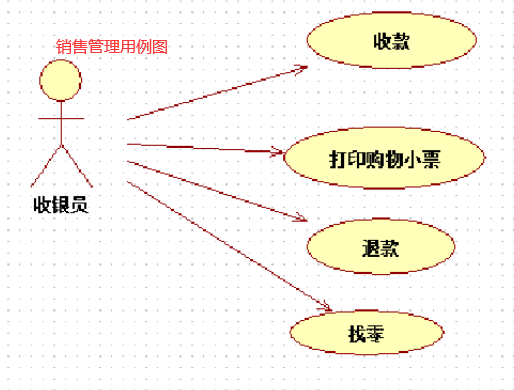 销售管理用例图
收款
打印购物小票
收银员
退款
找零